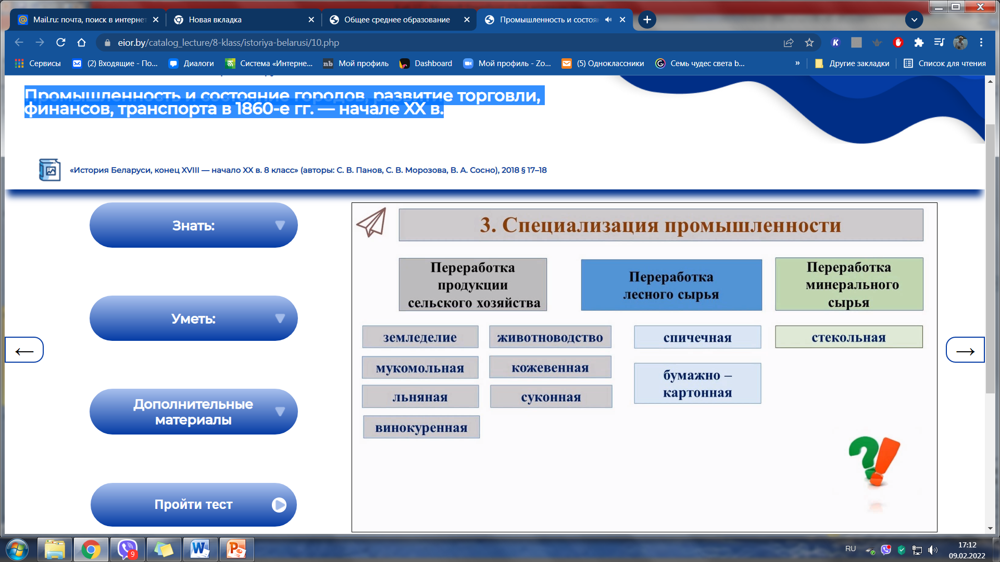 Mail.ru: почта, поиск в интернет
Новая вкладка
Общее среднее образование
Промышленность и состоян
eior.by/catalog_lecture/8-klass/istoriya-belarusi/10.php
Сервисы
(2) Входящие - По...
Диалоги
Система «Интерне...
nb Мой профиль
Dashboard
Мой профиль - Zo...
(5) Одноклассники
Семь чудес света b...
»
Другие закладки
Список для чтения
Промышленность и состояние городов, развитие торговли,
финансов, транспорта в 1860-е гг. — начале XX в.
«История Беларуси, конец XVIII — начало XX в. 8 класс» (авторы: С. В. Панов, С. В. Морозова, В. А. Сосно), 2018 § 17–18
Знать:
Уметь:
Дополнительные
материалы
Пройти тест
←
→
3. Специализация промышленности
Переработка
продукции
сельского хозяйства
Переработка
лесного сырья
Переработка
минерального
сырья
земледелие
животноводство
спичечная
стекольная
мукомольная
кожевенная
бумажно –
картонная
льняная
суконная
винокуренная
?!
9
RU
17:12
09.02.2022